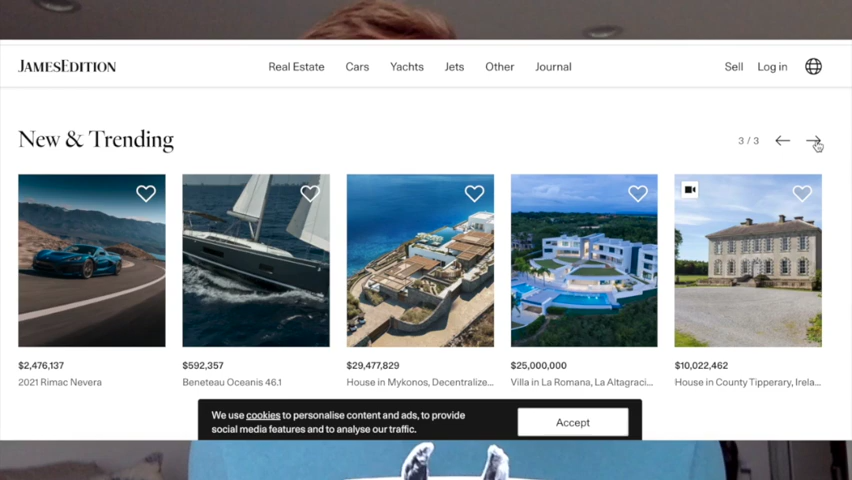 JAMESEDITION
Real Estate Cars Yachts Jets Other Journal
Sell Log in
New & Trending
3 / 3
$2,476,137
2021 Rimac Nevera
$592,357
Beneteau Oceanis 46.1
$29,477,829
House in Mykonos, Decentralize...
$25,000,000
Villa in La Romana, La Altagraci...
$10,022,462
House in County Tipperary, Irela...
We use cookies to personalise content and ads, to provide
social media features and to analyse our traffic.
Accept